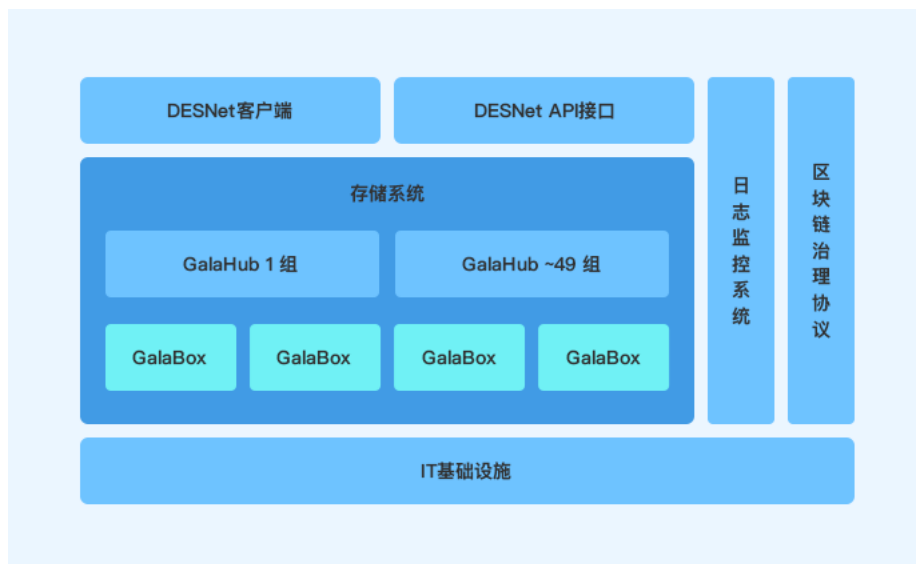 DESNet客户端
DESNet API接口
存储系统
GalaHub 1 组
GalaHub ~49 组
GalaBox
GalaBox
GalaBox
GalaBox
日志监控系统
区块链治理协议
IT基础设施